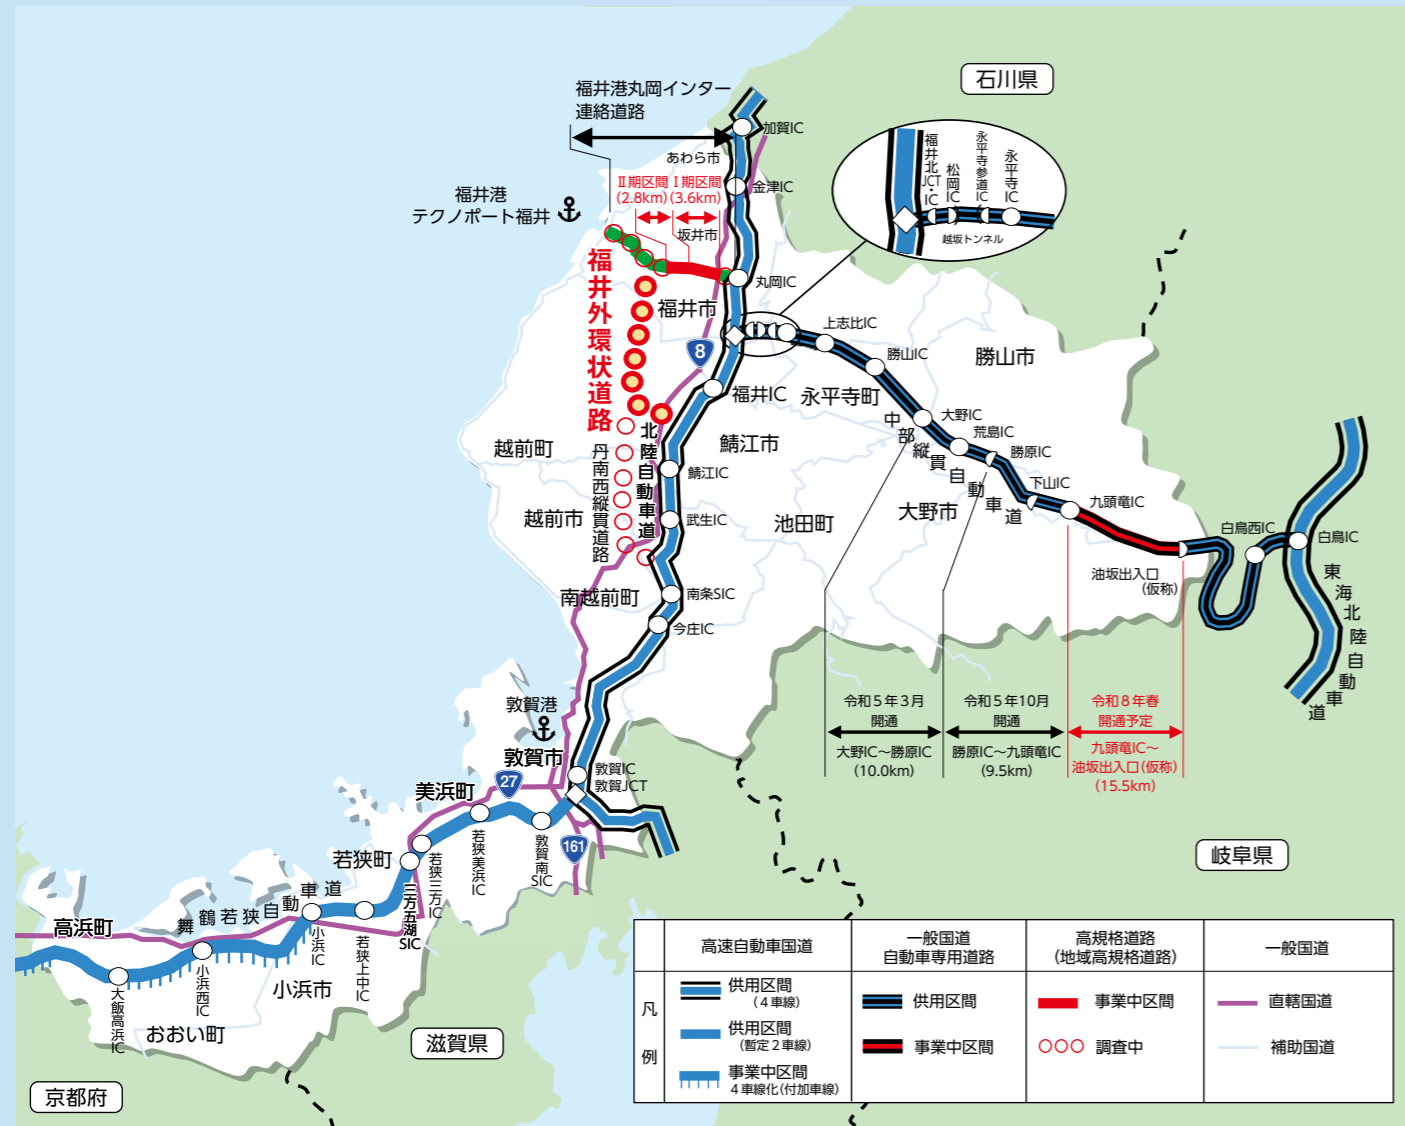 石川県
福井港丸岡インター
連絡道路
加賀IC
あわら市
金津IC
Ⅱ期区間
(2.8km)
Ⅰ期区間
(3.6km)
坂井市
福井港
テクノポート福井
福井北JCT・IC
松岡IC
永平寺参道IC
永平寺IC
越坂トンネル
丸岡IC
福井外環状道路
福井市
8
上志比IC
勝山IC
勝山市
福井IC
永平寺町
大野IC
荒島IC
勝原IC
下山IC
九頭竜IC
中部縦貫自動車道
越前町
丹南西縦貫道路
北陸自動車道
鯖江市
鯖江IC
越前市
武生IC
池田町
大野市
白鳥西IC
白鳥IC
油坂出入口
(仮称)
東海北陸自動車道
南越前町
南条SIC
今庄IC
令和5年3月
開通
大野IC〜勝原IC
(10.0km)
令和5年10月
開通
勝原IC〜九頭竜IC
(9.5km)
令和8年春
開通予定
九頭竜IC〜
油坂出入口(仮称)
(15.5km)
敦賀港
敦賀市
敦賀IC
敦賀JCT
27
161
美浜町
若狭美浜IC
敦賀南SIC
若狭町
若狭三方IC
三方五湖SIC
舞鶴若狭自動車道
高浜町
小浜IC
若狭上中IC
小浜西IC
小浜市
大飯高浜IC
おおい町
滋賀県
京都府
岐阜県
凡例
高速自動車国道
供用区間
(4車線)
供用区間
(暫定2車線)
事業中区間
4車線化(付加車線)
一般国道
自動車専用道路
供用区間
事業中区間
高規格道路
(地域高規格道路)
事業中区間
調査中
一般国道
直轄国道
補助国道